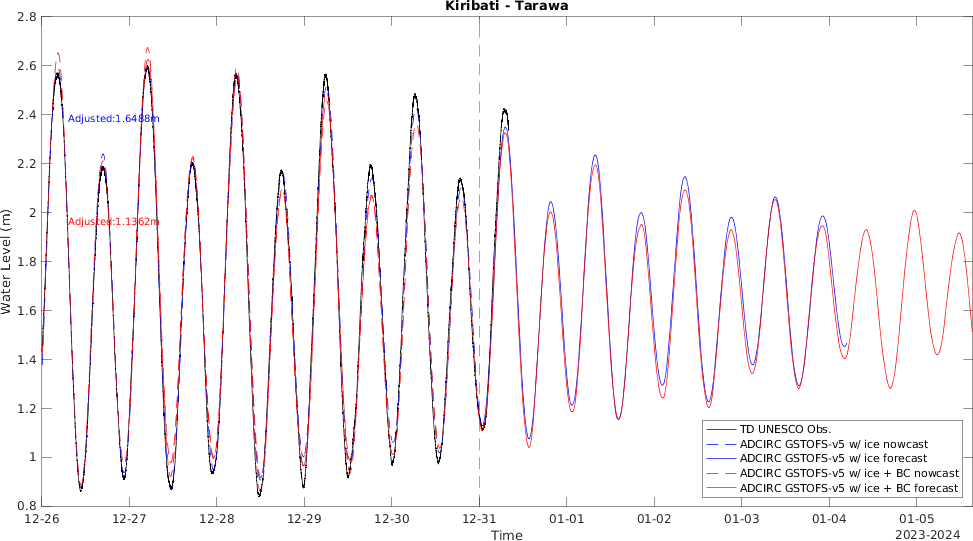 Kiribati - Tarawa
2.8
2.6
2.4
2.2
2
1.8
1.6
1.4
1.2
1
0.8
Water Level (m)
Adjusted:1.6488m
Adjusted:1.1362m
TD UNESCO Obs.
ADCIRC GSTOFS-v5 w/ ice nowcast
ADCIRC GSTOFS-v5 w/ ice forecast
ADCIRC GSTOFS-v5 w/ ice + BC nowcast
ADCIRC GSTOFS-v5 w/ ice + BC forecast
12-26 12-27 12-28 12-29 12-30 12-31 01-01 01-02 01-03 01-04 01-05
Time
2023-2024